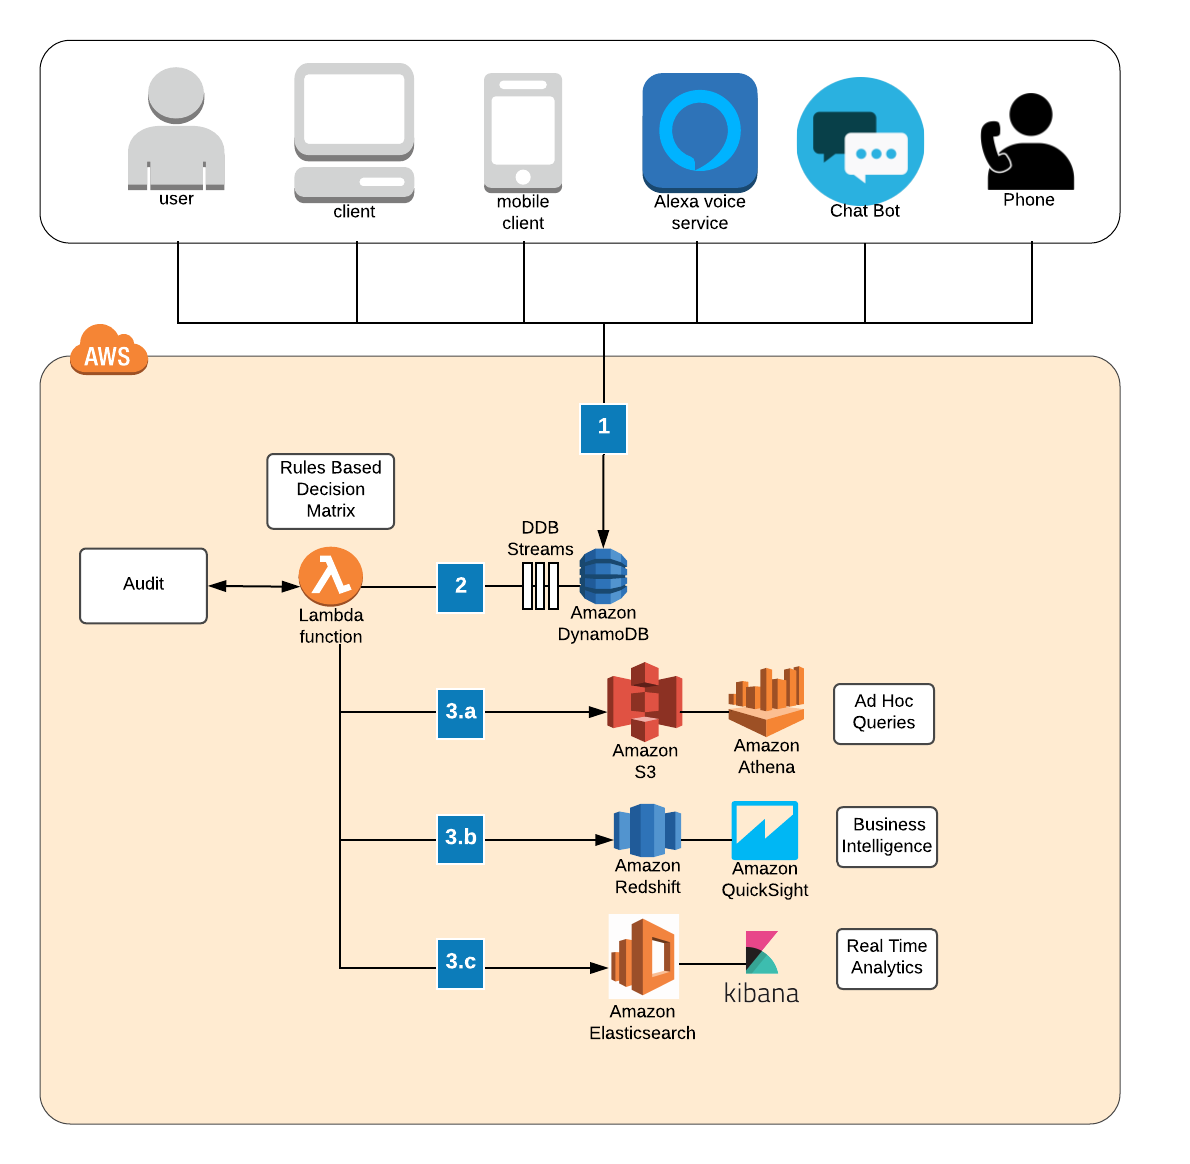 user
client
mobile
client
Alexa voice
service
Chat Bot
Phone
AWS
1
Rules Based
Decision
Matrix
DDB
Streams
Audit
2
Lambda
function
Amazon
DynamoDB
3.a
Amazon
S3
Amazon
Athena
Ad Hoc
Queries
3.b
Amazon
Redshift
Amazon
QuickSight
Business
Intelligence
3.c
Amazon
Elasticsearch
kibana
Real Time
Analytics